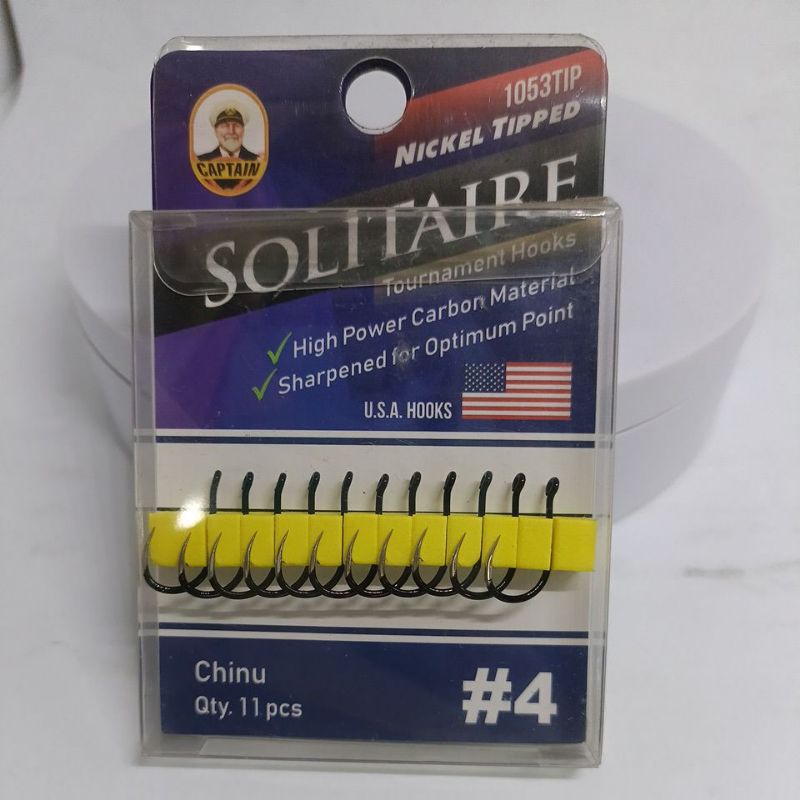 CAPTAIN
1053TIP
NICKEL TIPPED
SOLITAIRE
Tournament Hooks
High Power Carbon Material
Sharpened for Optimum Point
U.S.A. HOOKS
Chinu
Qty. 11 pcs
#4